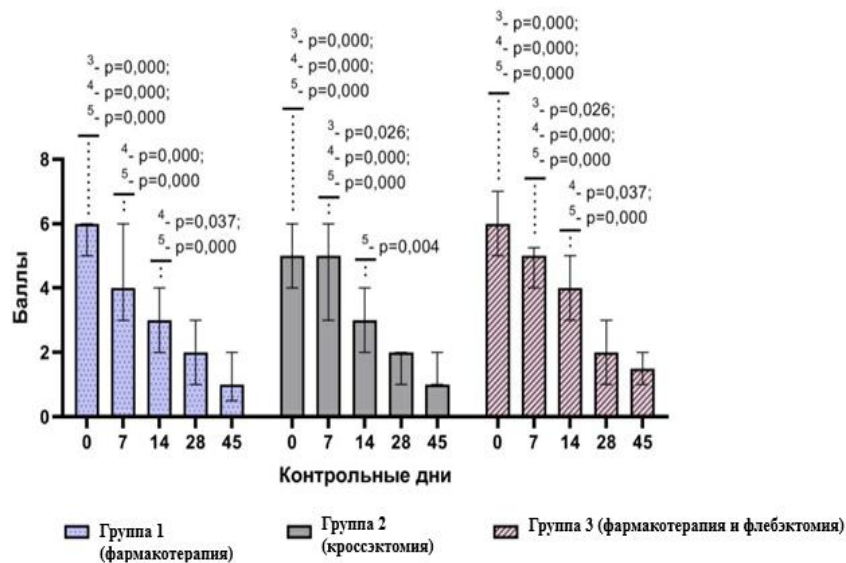 ³- p=0,000;
⁴- p=0,000;
⁵- p=0,000
⁴- p=0,000;
⁵- p=0,000
⁴- p=0,037;
⁵- p=0,000
³- p=0,000;
⁴- p=0,000;
⁵- p=0,000
³- p=0,026;
⁴- p=0,000;
⁵- p=0,000
⁵- p=0,004
³- p=0,000;
⁴- p=0,000;
⁵- p=0,000
³- p=0,026;
⁴- p=0,000;
⁵- p=0,000
⁴- p=0,037;
⁵- p=0,000
Баллы
8
6
4
2
0
0 7 14 28 45 0 7 14 28 45 0 7 14 28 45
Контрольные дни
Группа 1
(фармакотерапия)
Группа 2
(кроссэктомия)
Группа 3 (фармакотерапия и флебэктомия)